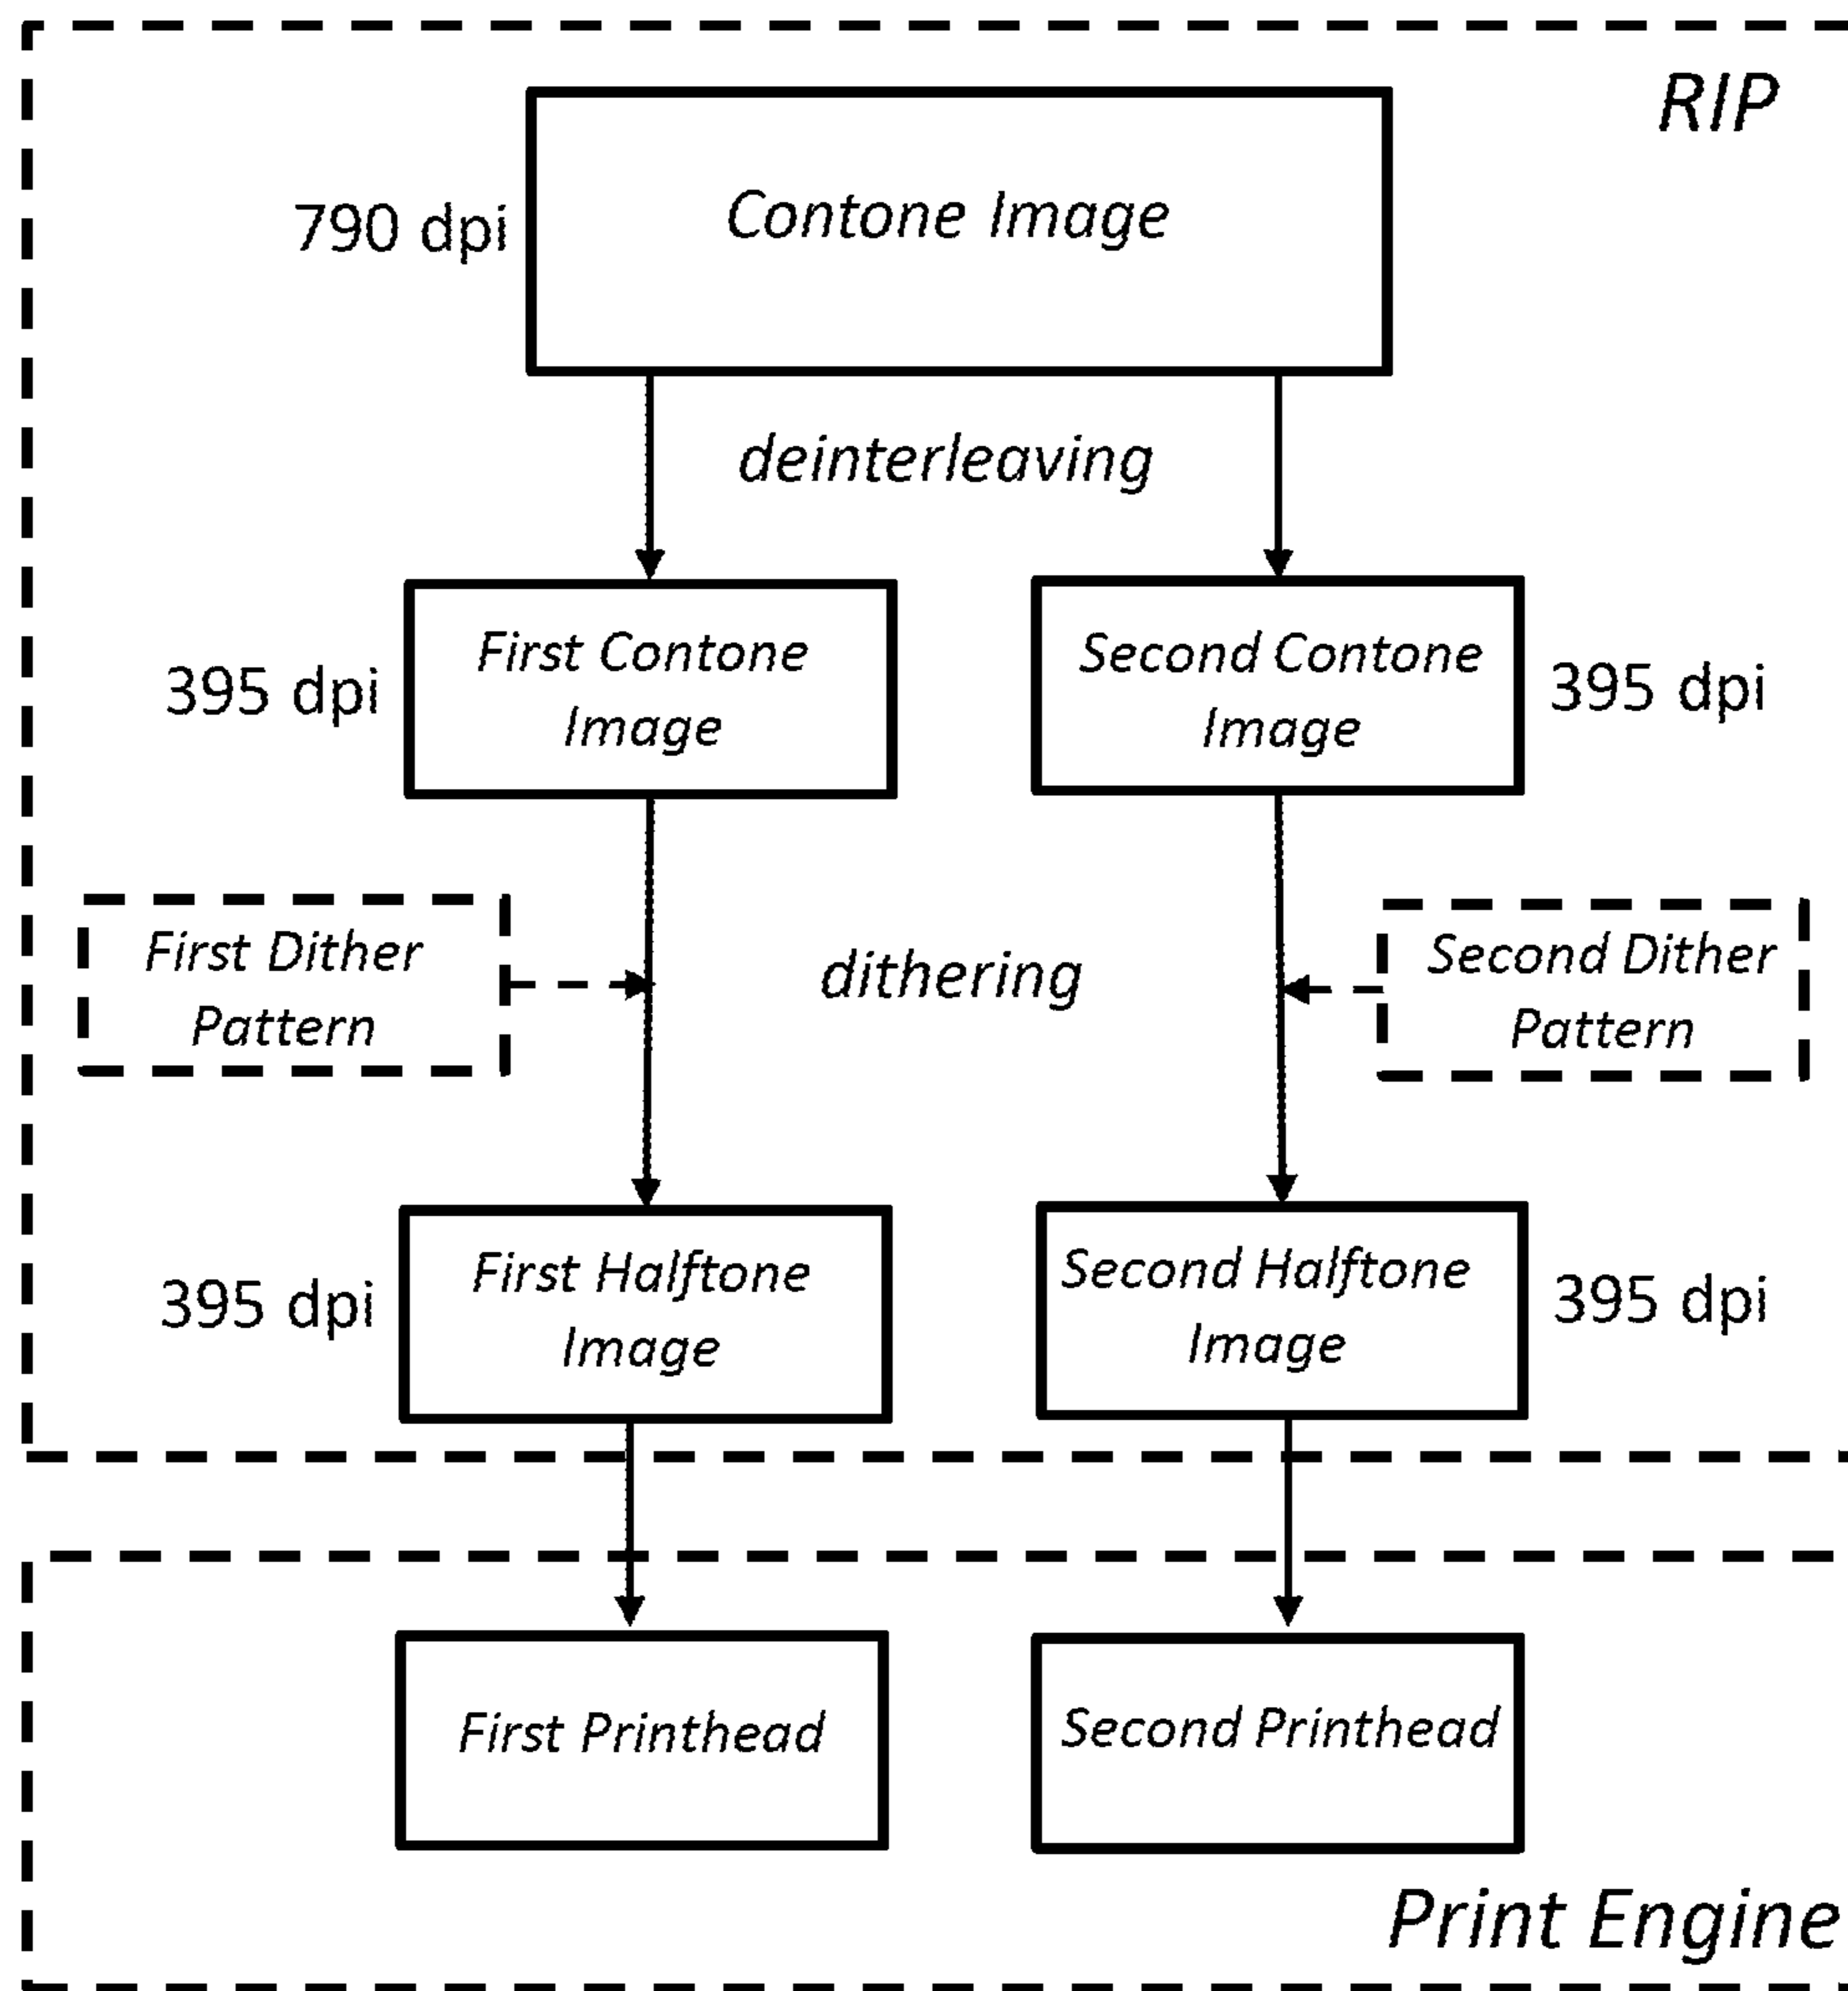 RIP
Contone Image
790 dpi
deinterleaving
First Contone
Image
395 dpi
Second Contone
Image
395 dpi
First Dither
Pattern
dithering
Second Dither
Pattern
395 dpi
First Halftone
Image
Second Halftone
Image
395 dpi
First Printhead
Second Printhead
Print Engine